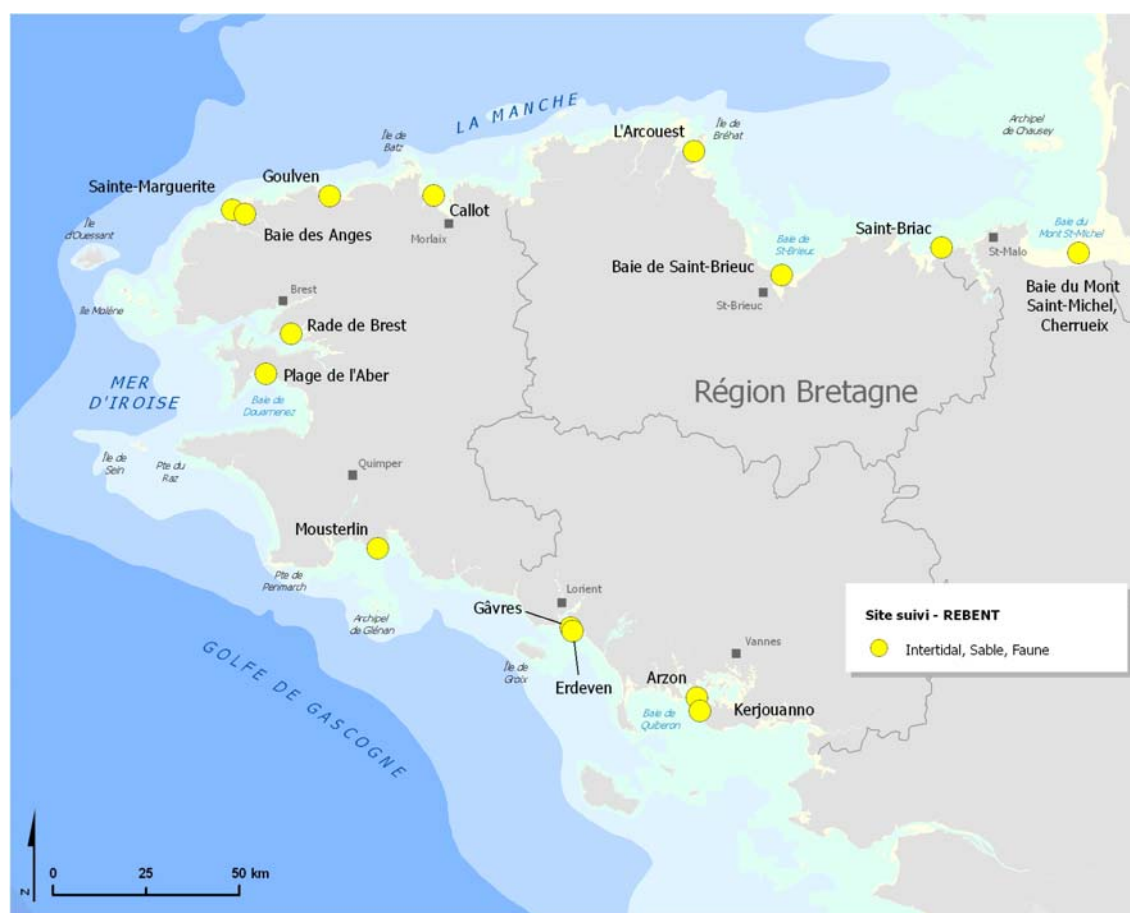 LA MANCHE
Île de
Batz
L'Arcouest
Île de
Bréhat
Archipel
de Chausey
Sainte-Marguerite
Goulven
Callot
Morlaix
Baie des Anges
Île
d'Ouessant
Île Molène
Brest
Rade de Brest
Plage de l'Aber
Baie de
Douarnenez
MER
D'IROISE
Baie de
St-Brieuc
Baie de Saint-Brieuc
St-Brieuc
Saint-Briac
St-Malo
Baie du
Mont St-Michel
Baie du Mont
Saint-Michel,
Cherrueix
Région Bretagne
Île de
Sein
Pte du
Raz
Quimper
Mousterlin
Pte de
Penmarch
Archipel
de Glénan
Lorient
Gâvres
Île de
Groix
Erdeven
Vannes
Arzon
Kerjouanno
Baie de
Quiberon
GOLFE DE GASCOGNE
Site suivi - REBENT
Intertidal, Sable, Faune
N
0 25 50 km